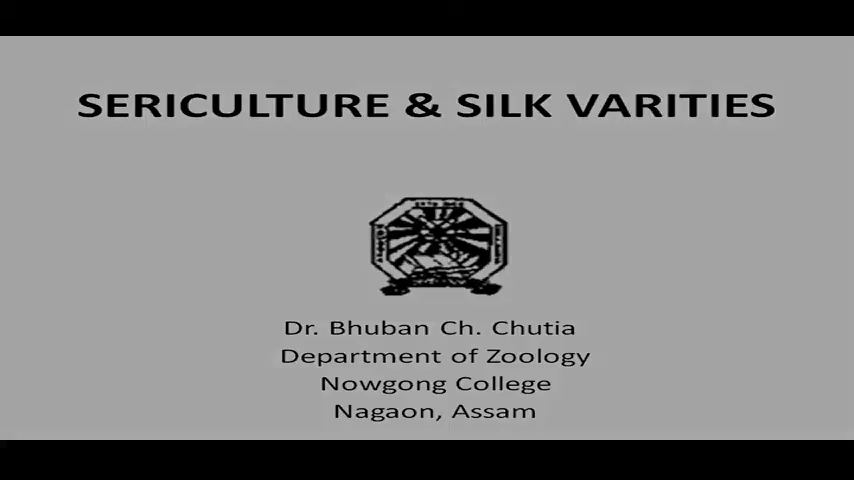 SERICULTURE & SILK VARITIES
Dr. Bhuban Ch. Chutia
Department of Zoology
Nowgong College
Nagaon, Assam